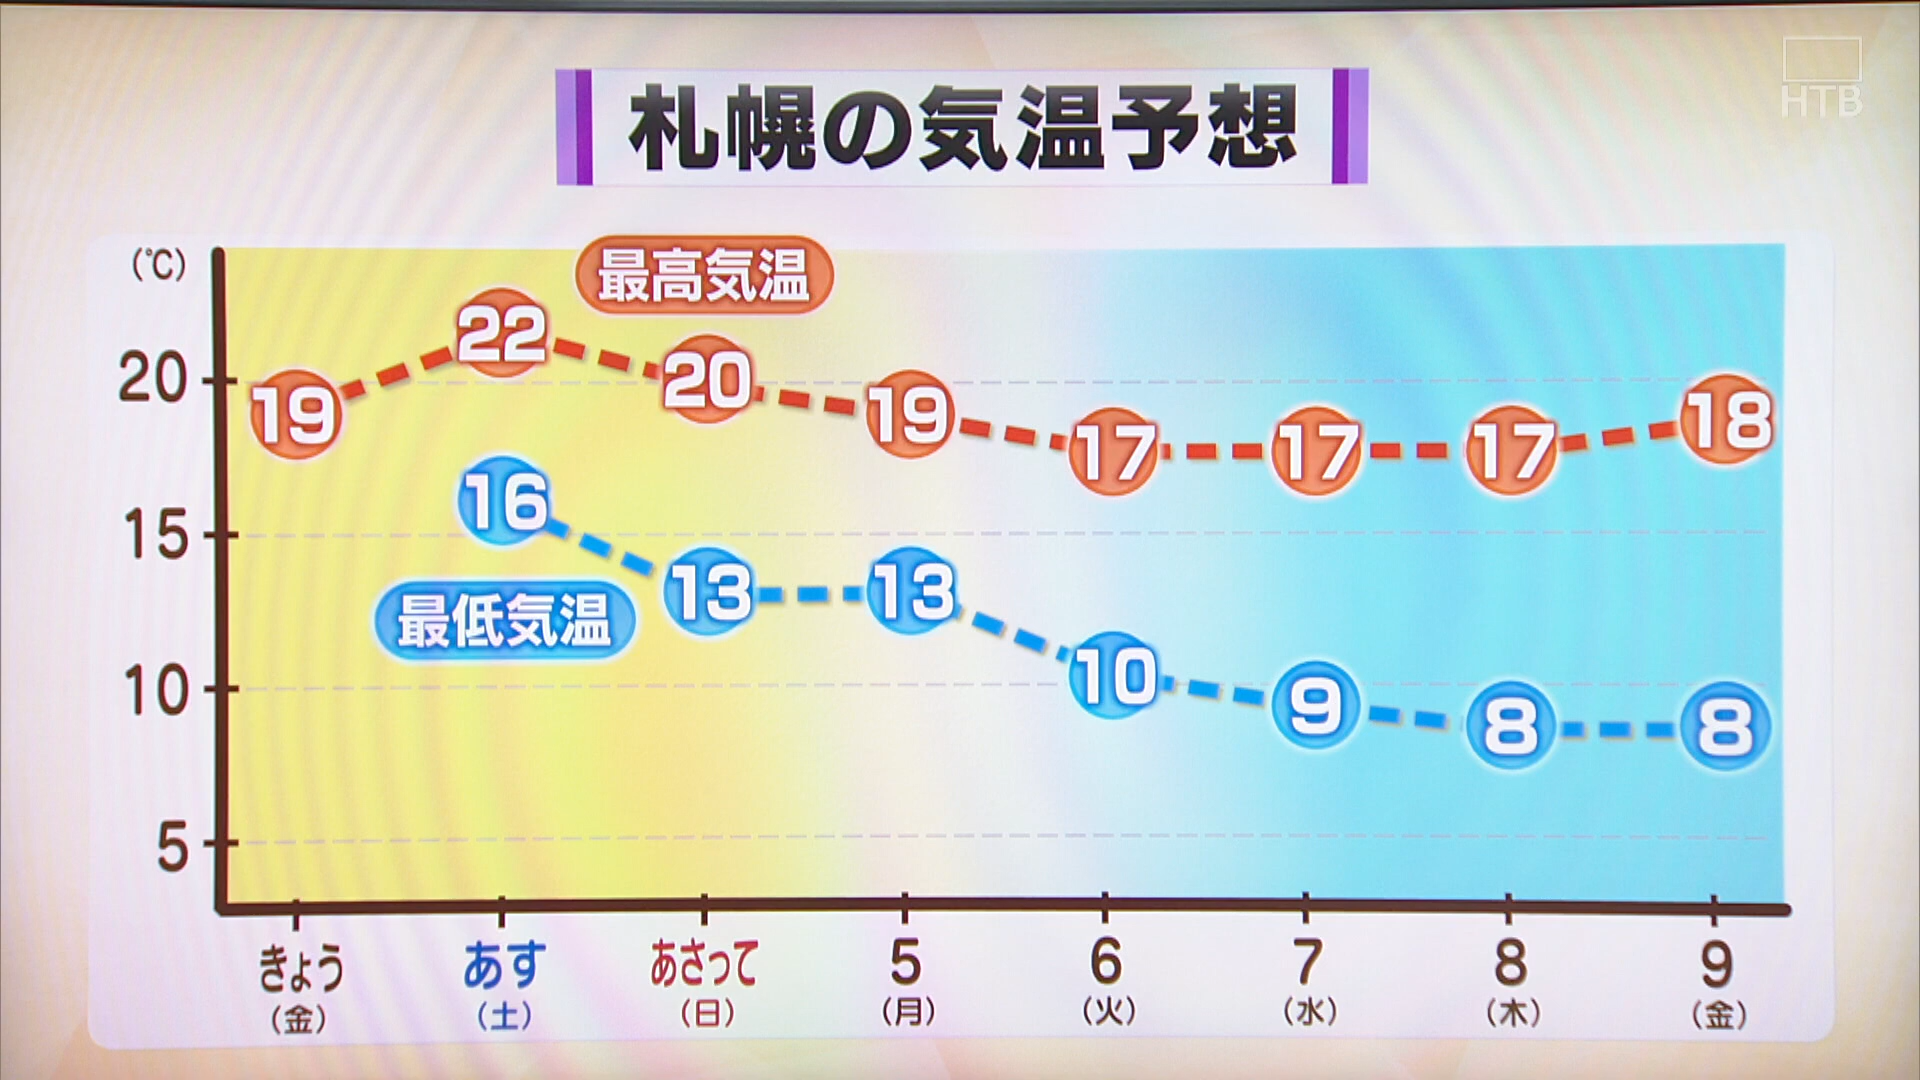 HTB
札幌の気温予想
(℃)
最高気温
22
20
19
20
19
17
17
17
18
16
15
13
13
最低気温
10
10
9
8
8
5
きょう
あす
あさって
5
6
7
8
9
(金)
(土)
(日)
(月)
(火)
(水)
(木)
(金)